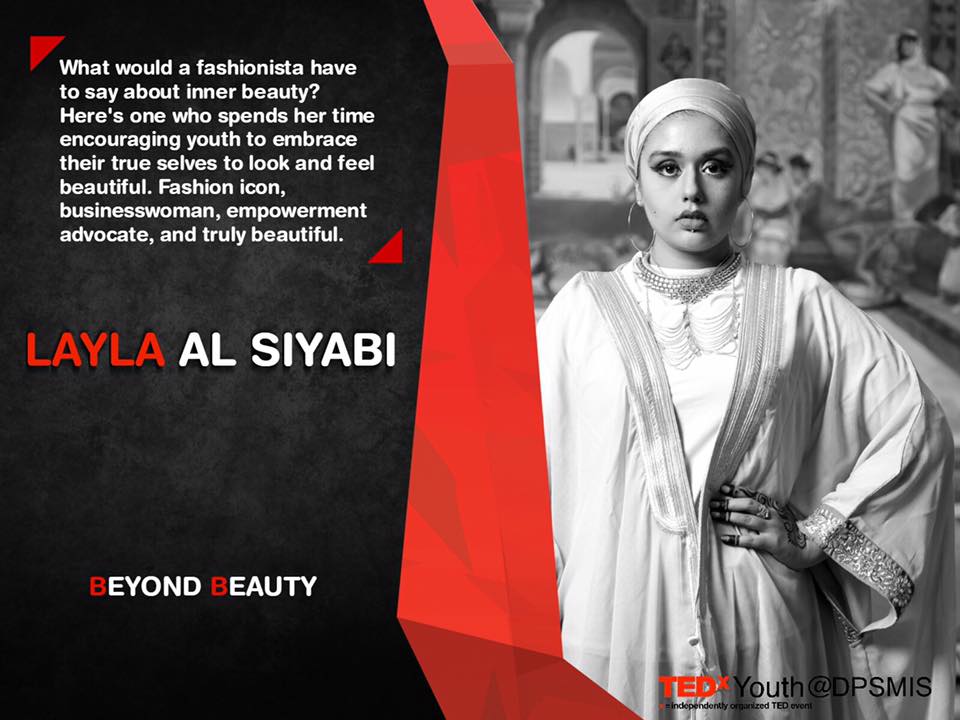 What would a fashionista have
to say about inner beauty?
Here's one who spends her time
encouraging youth to embrace
their true selves to look and feel
beautiful. Fashion icon,
businesswoman, empowerment
advocate, and truly beautiful.
LAYLA AL SIYABI
BEYOND BEAUTY
TEDx Youth@DPSMIS
x = independently organized TED event